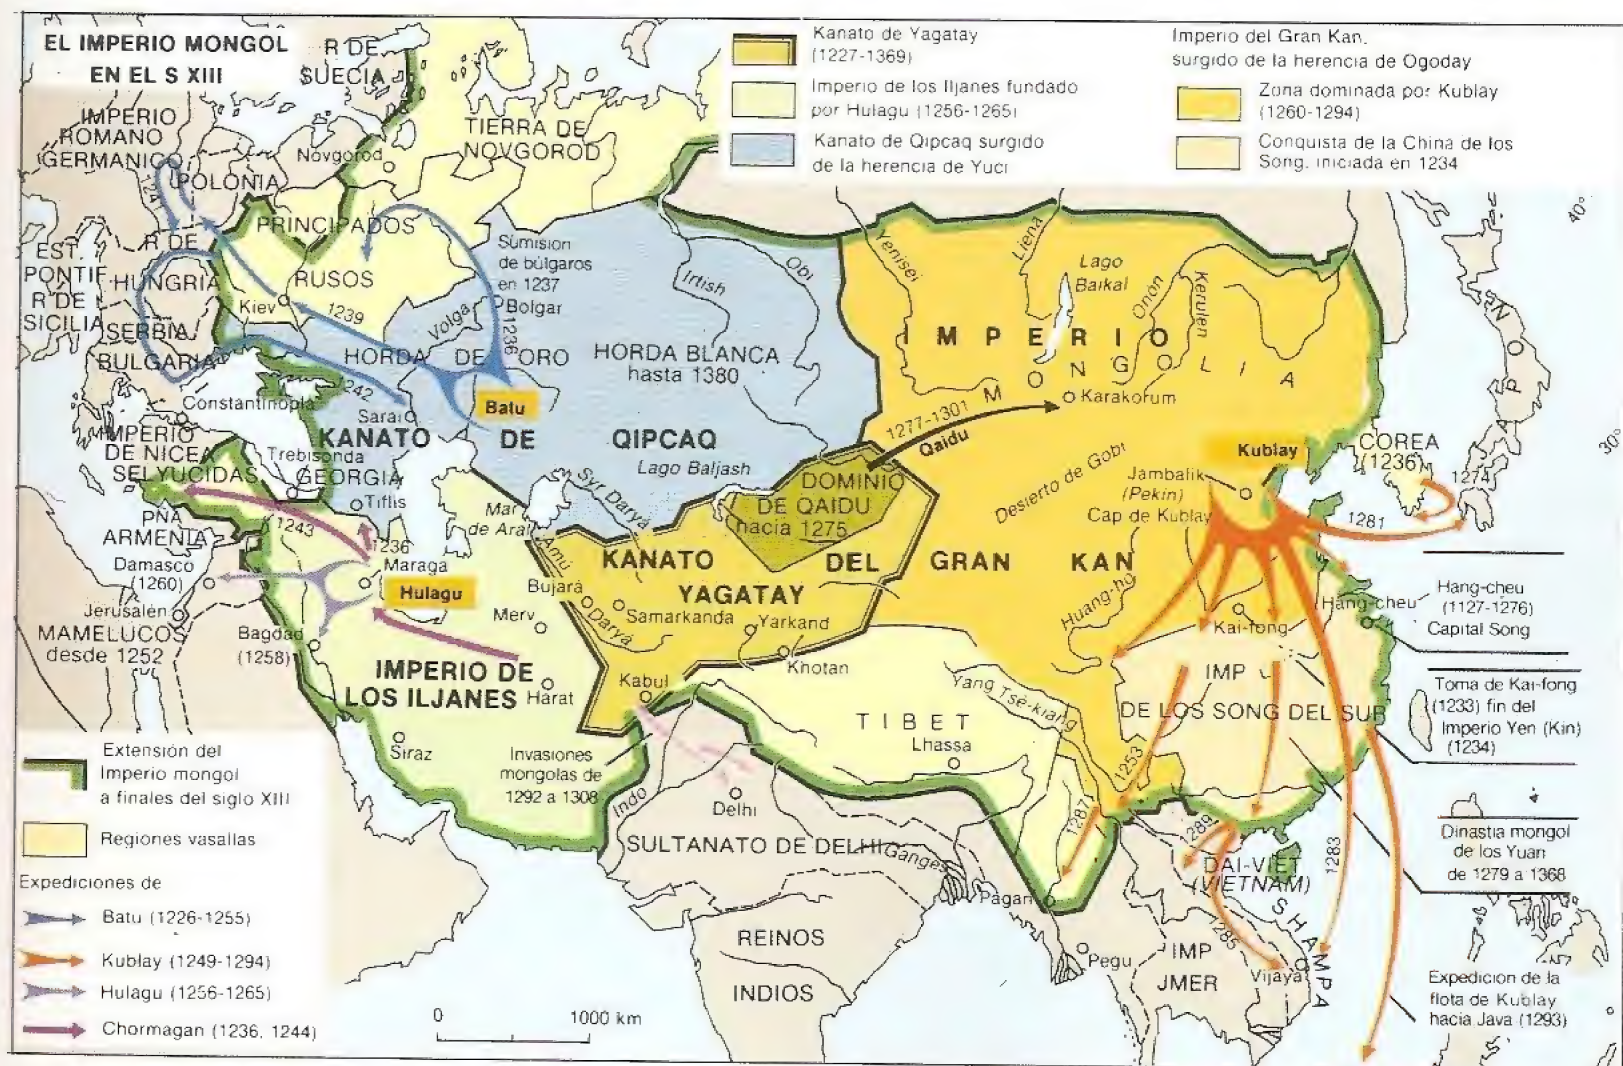 EL IMPERIO MONGOL
EN EL S XIII
R DE
SUECIA
Kanato de Yagatay
(1227-1369)
Imperio de los Iljanes fundado
por Hulagu (1256-1265)
Kanato de Qipcaq surgido
de la herencia de Yuci
Imperio del Gran Kan,
surgido de la herencia de Ogoday
Zona dominada por Kublay
(1260-1294)
Conquista de la China de los
Song, iniciada en 1234
IMPERIO
ROMANO
GERMANICO
1241
POLONIA
Nóvgorod
TIERRA DE
NOVGOROD
PRINCIPADOS
RUSOS
Kiev
1239
EST.
PONTIF
R DE
SICILIA
R DE
HUNGRIA
SERBIA
BULGARIA
Constantinopla
1242
Sumisión
de búlgaros
en 1237
Bolgar
Volga
1236
HORDA DE ORO
Sarai
Batu
HORDA BLANCA
hasta 1380
Irtish
Obi
KANATO DE QIPCAQ
Lago Baljash
Yenisei
Liena
Lago
Baikal
Onón
Kerulen
IMPERIO
MONGOLIA
Karakorum
1277-1301
Qaidu
Desierto de Gobi
Kublay
Jambalik
(Pekin)
Cap de Kublay
COREA
(1236)
1274
1281
JAPON
40°
30°
IMPERIO
DE NICEA
SELYUCIDAS
Trebisonda
GEORGIA
Tiflis
1243
1236
PÑA
ARMENIA
Maraga
Hulagu
Damasco
(1260)
Jerusalén
MAMELUCOS
desde 1252
Bagdad
(1258)
Mar
de Aral
Syr Daryá
Amú
Daryá
Bujará
Samarkanda
Merv
Yarkand
Khotan
DOMINIO
DE QAIDU
hacia 1275
KANATO DEL GRAN KAN
YAGATAY
IMPERIO DE
LOS ILJANES
Harat
Kabul
Siraz
Invasiones
mongolas de
1292 a 1308
Indo
Delhi
SULTANATO DE DELHI
Ganges
TIBET
Lhassa
Yang Tsê-kiang
Huang-ho
Kai-fong
Hang-cheu
IMP
DE LOS SONG DEL SUR
1253
1287
1289
1283
1285
DAI-VIET
(VIETNAM)
SHAMPA
Vijaya
Pagan
Pegu
IMP
JMER
REINOS
INDIOS
Hang-cheu
(1127-1276)
Capital Song
Toma de Kai-fong
(1233) fin del
Imperio Yen (Kin)
(1234)
Dinastia mongol
de los Yuan
de 1279 a 1368
Expedicion de la
flota de Kublay
hacia Java (1293)
Extensión del
Imperio mongol
a finales del siglo XIII
Regiones vasallas
Expediciones de
Batu (1226-1255)
Kublay (1249-1294)
Hulagu (1256-1265)
Chormagan (1236, 1244)
0 1000 km